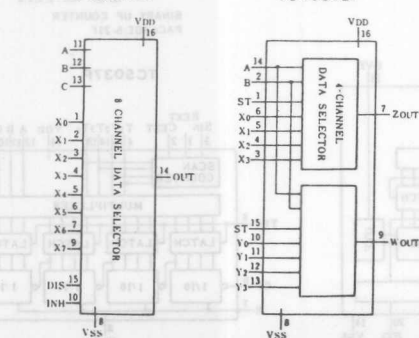 VDD
16
11
A
12
B
13
C
1
X0
2
X1
3
X2
4
X3
5
X4
6
X5
7
X6
9
X7
15
DIS
10
INH
8 CHANNEL DATA SELECTOR
14
OUT
8
VSS
VDD
16
14
A
2
B
1
ST
6
X0
5
X1
4
X2
3
X3
4-CHANNEL
DATA SELECTOR
7
ZOUT
15
ST
10
Y0
11
Y1
12
Y2
13
Y3
9
WOUT
8
VSS